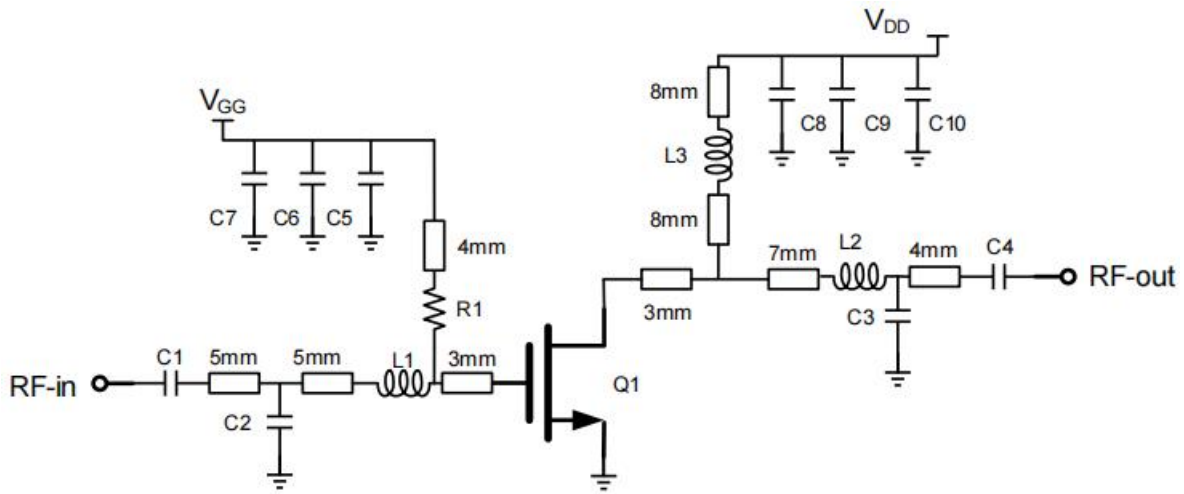 VDD
8mm
C8
C9
C10
L3
VGG
8mm
C7
C6
C5
4mm
7mm
L2
4mm
C4
RF-out
R1
3mm
C3
C1
5mm
5mm
L1
3mm
RF-in
C2
Q1